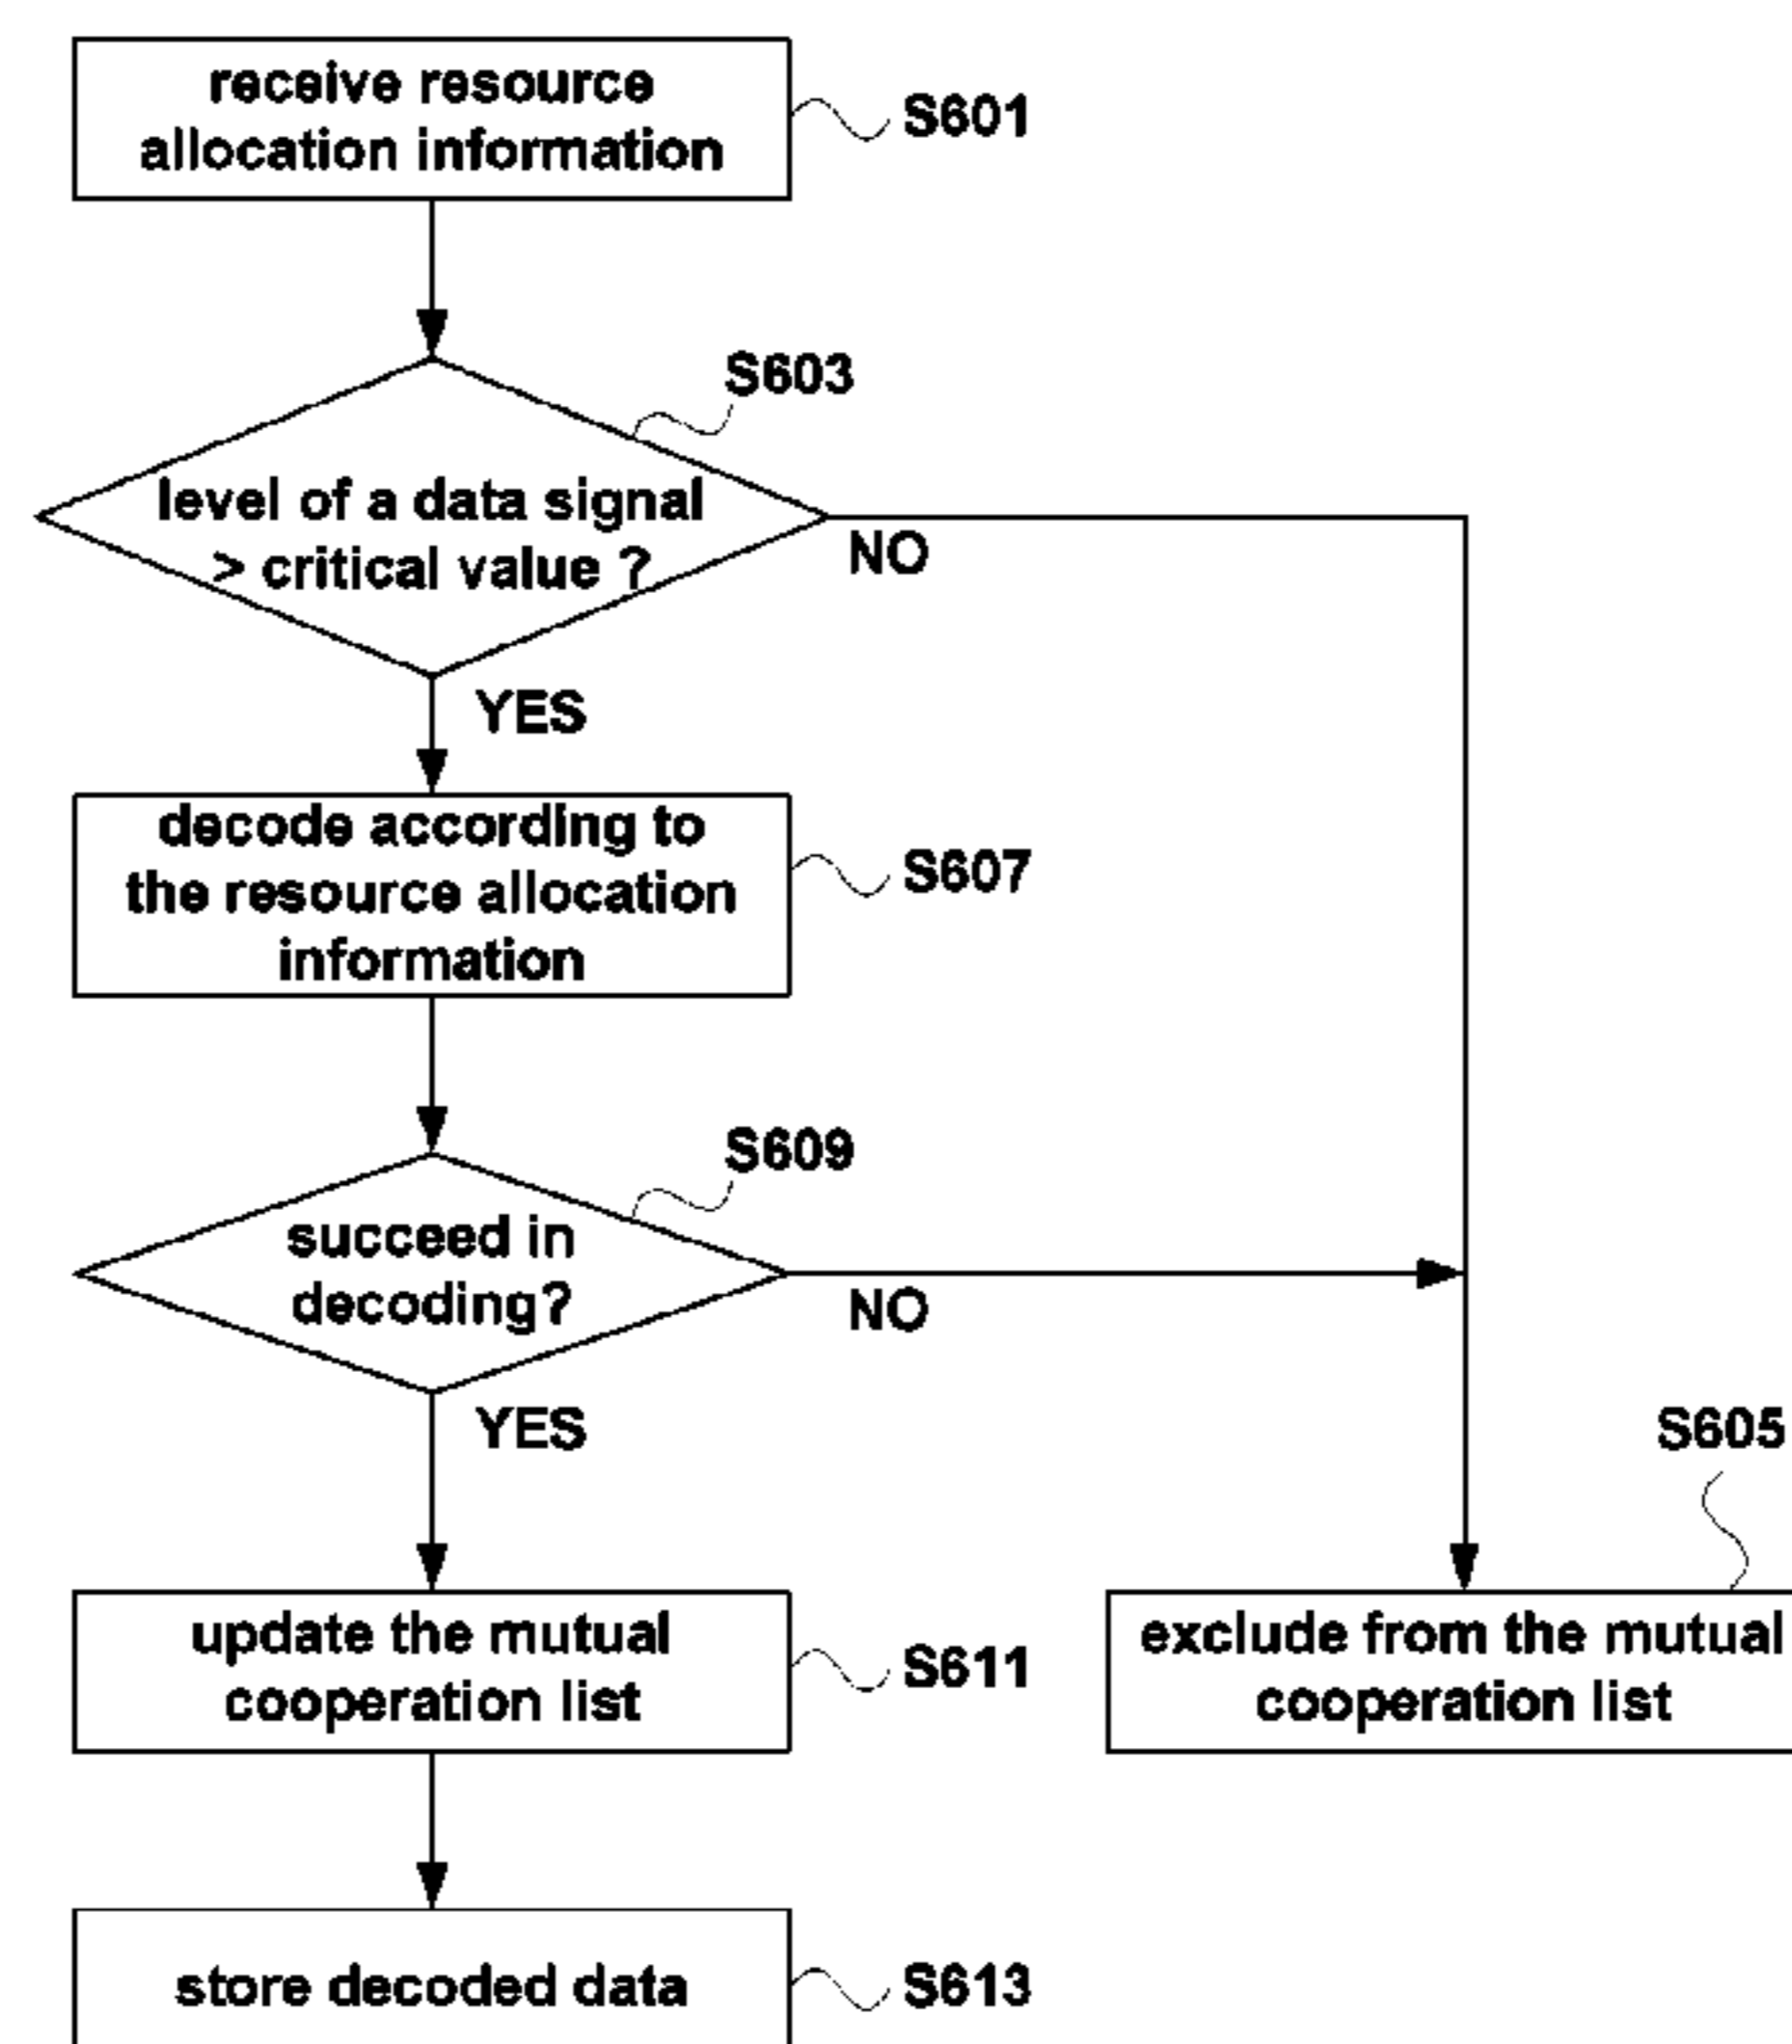 receive resource
allocation information
S601
S603
level of a data signal
> critical value ?
NO
YES
decode according to
the resource allocation
information
S607
S609
succeed in
decoding?
NO
YES
S605
update the mutual
cooperation list
S611
exclude from the mutual
cooperation list
store decoded data
S613